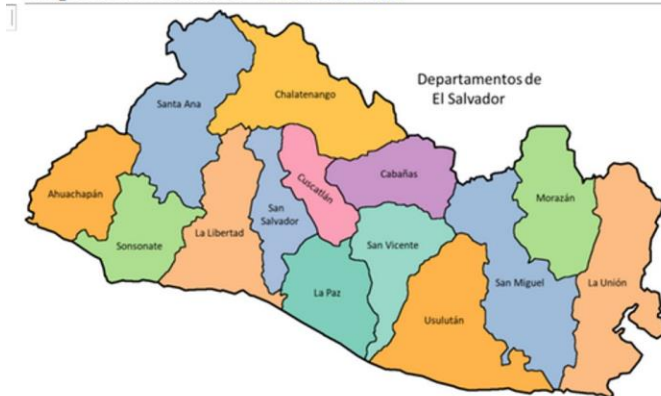 Departamentos de
El Salvador
Chalatenango
Santa Ana
Ahuachapán
Sonsonate
La Libertad
San
Salvador
Cuscatlán
Cabañas
La Paz
San Vicente
Usulután
San Miguel
Morazán
La Unión